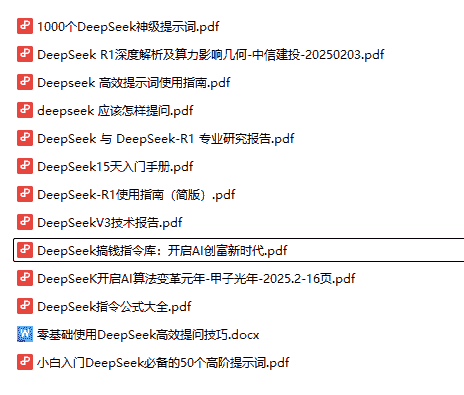 1000个DeepSeek神级提示词.pdf
DeepSeek R1深度解析及算力影响几何-中信建投-20250203.pdf
Deepseek 高效提示词使用指南.pdf
deepseek 应该怎样提问.pdf
DeepSeek 与 DeepSeek-R1 专业研究报告.pdf
DeepSeek15天入门手册.pdf
DeepSeek-R1使用指南（简版）.pdf
DeepSeekV3技术报告.pdf
DeepSeek搞钱指令库：开启AI创富新时代.pdf
DeepSeeK开启AI算法变革元年-甲子光年-2025.2-16页.pdf
DeepSeek指令公式大全.pdf
零基础使用DeepSeek高效提问技巧.docx
小白入门DeepSeek必备的50个高阶提示词.pdf